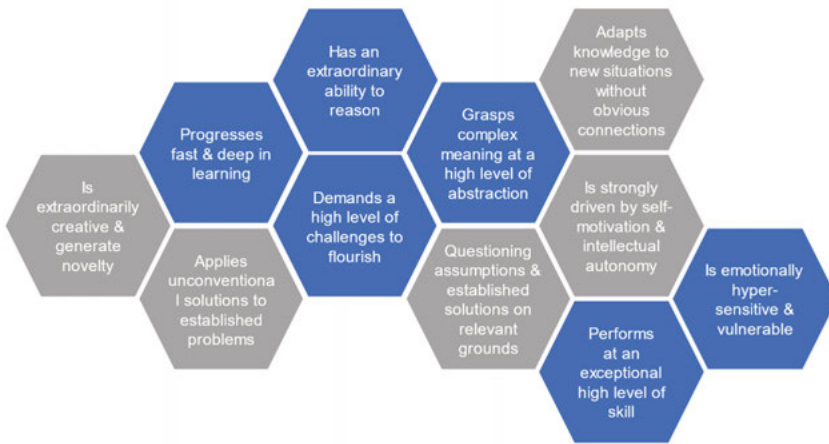 Has an
extraordinary
ability to
reason
Adapts
knowledge to
new situations
without
obvious
connections
Progresses
fast & deep in
learning
Grasps
complex
meaning at a
high level of
abstraction
Is
extraordinarily
creative &
generate
novelty
Demands a
high level of
challenges to
flourish
Is strongly
driven by self-
motivation &
intellectual
autonomy
Applies
unconventiona
l solutions to
established
problems
Questioning
assumptions &
established
solutions on
relevant
grounds
Is emotionally
hyper-
sensitive &
vulnerable
Performs
at an
exceptional
high level of
skill